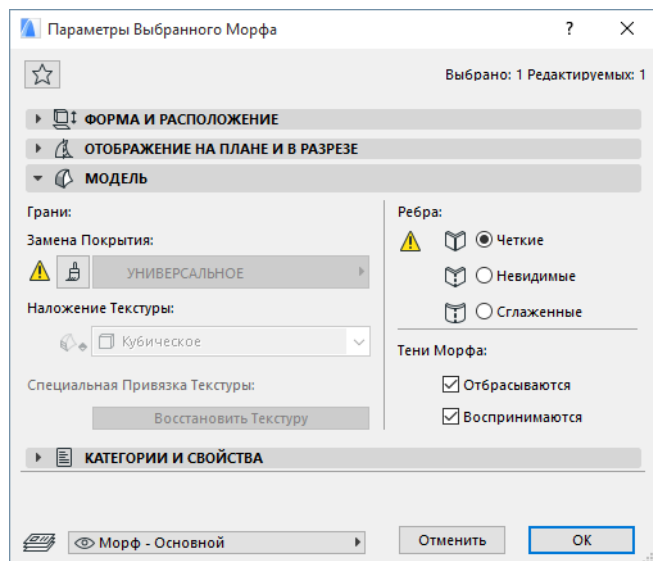 Параметры Выбранного Морфа
?
Выбрано: 1 Редактируемых: 1
ФОРМА И РАСПОЛОЖЕНИЕ
ОТОБРАЖЕНИЕ НА ПЛАНЕ И В РАЗРЕЗЕ
МОДЕЛЬ
Грани:
Замена Покрытия:
УНИВЕРСАЛЬНОЕ
Наложение Текстуры:
Кубическое
Специальная Привязка Текстуры:
Восстановить Текстуру
Ребра:
Четкие
Невидимые
Сглаженные
Тени Морфа:
Отбрасываются
Воспринимаются
КАТЕГОРИИ И СВОЙСТВА
Морф - Основной
Отменить
ОК